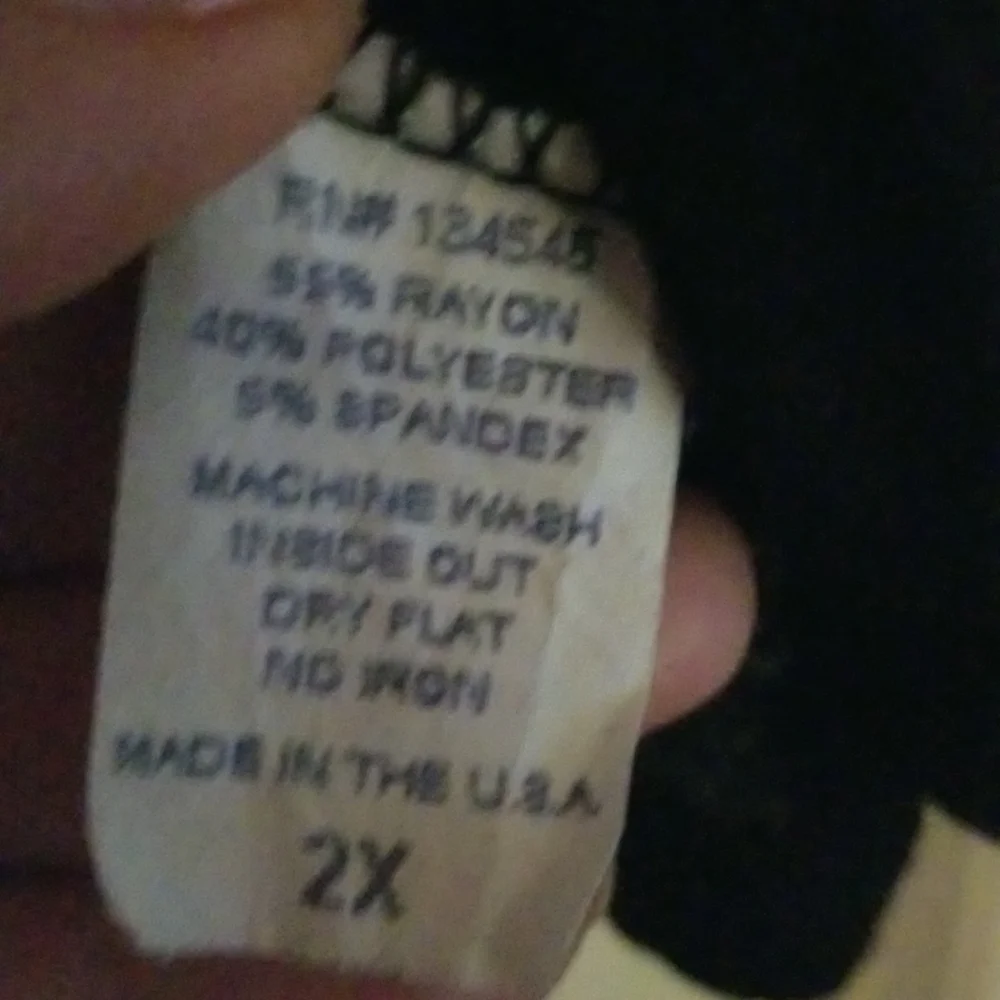 RN# 134545
55% RAYON
40% POLYESTER
5% SPANDEX
MACHINE WASH
INSIDE OUT
DRY FLAT
NO IRON
MADE IN THE U.S.A
2X